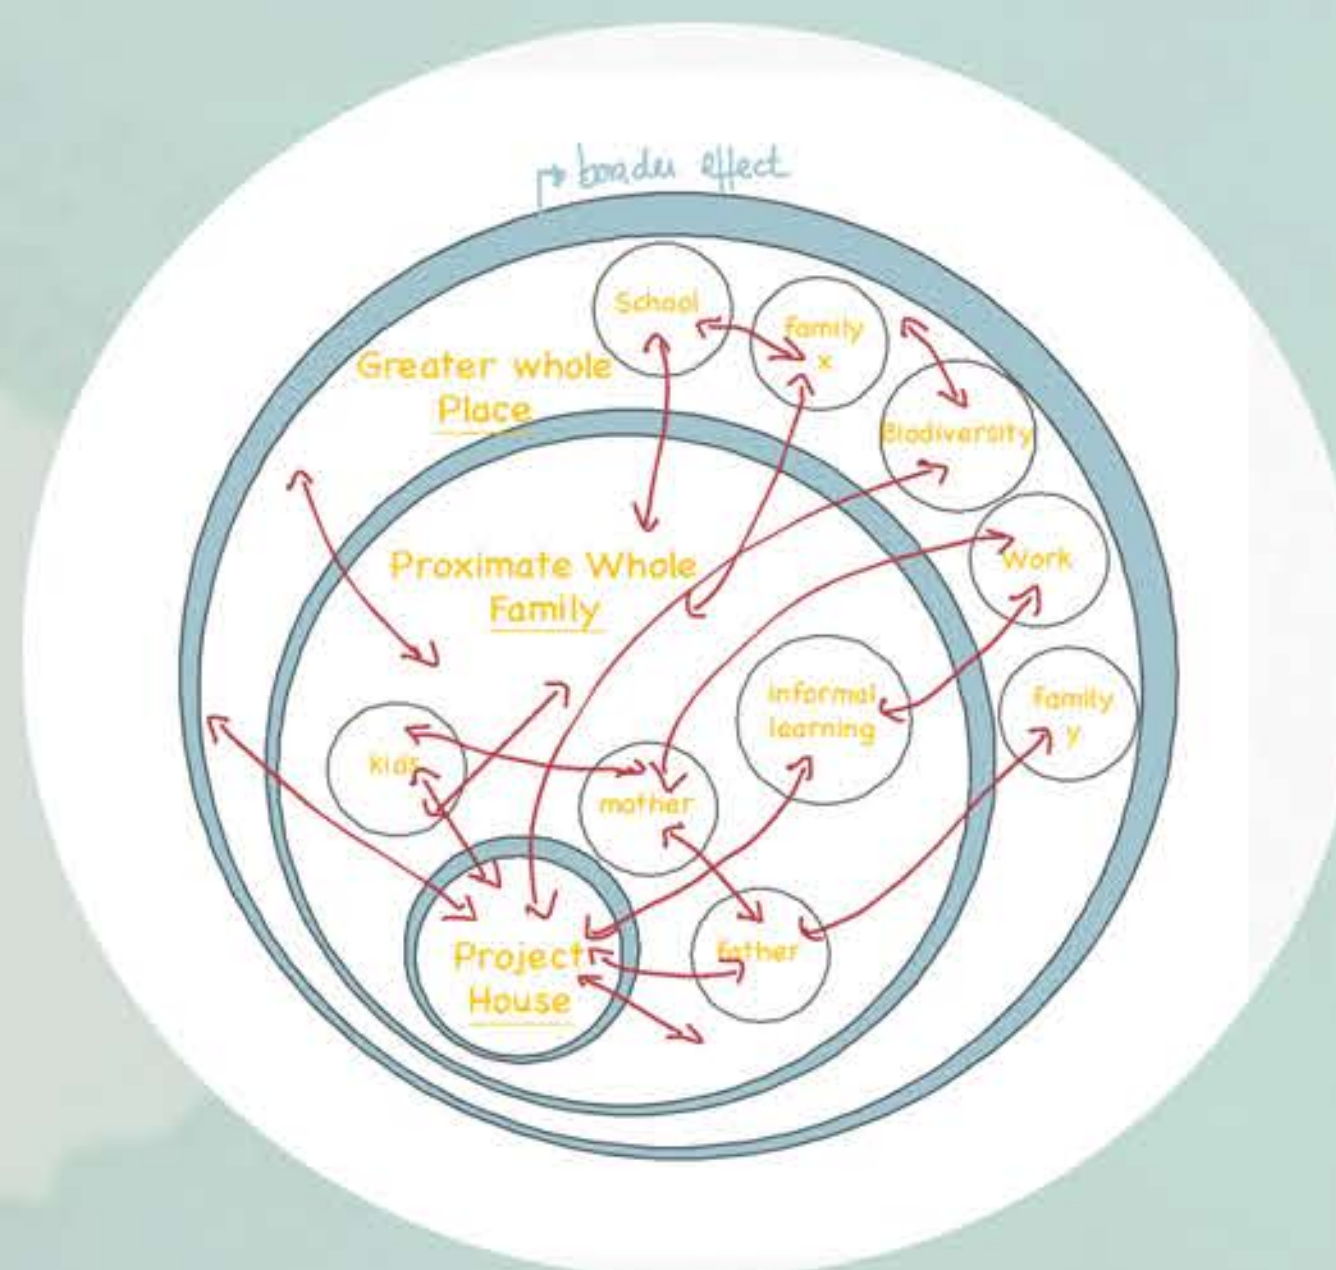 boader effect
School
family
x
Greater whole
Place
Biodiversity
Work
Proximate Whole
Family
informal
learning
family
y
kids
mother
father
Project
House